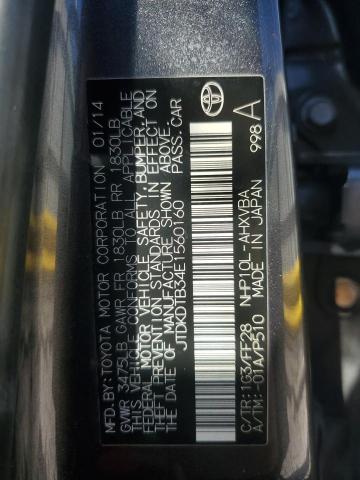 MFD.BY:TOYOTA MOTOR CORPORATION 01/14
GVWR 3475LB GAWR FR 1830LB RR 1830LB
THIS VEHICLE CONFORMS TO ALL APPLICABLE
FEDERAL MOTOR VEHICLE SAFETY,BUMPER,AND
THEFT PREVENTION STANDARDS IN EFFECT ON
THE DATE OF MANUFACTURE SHOWN ABOVE.
JTDKDTB34E1560160 PASS.CAR
C/TR:1G3/FF28 NHP10L-AHXVBA
A/TM:-01A/P510 MADE IN JAPAN
998 A